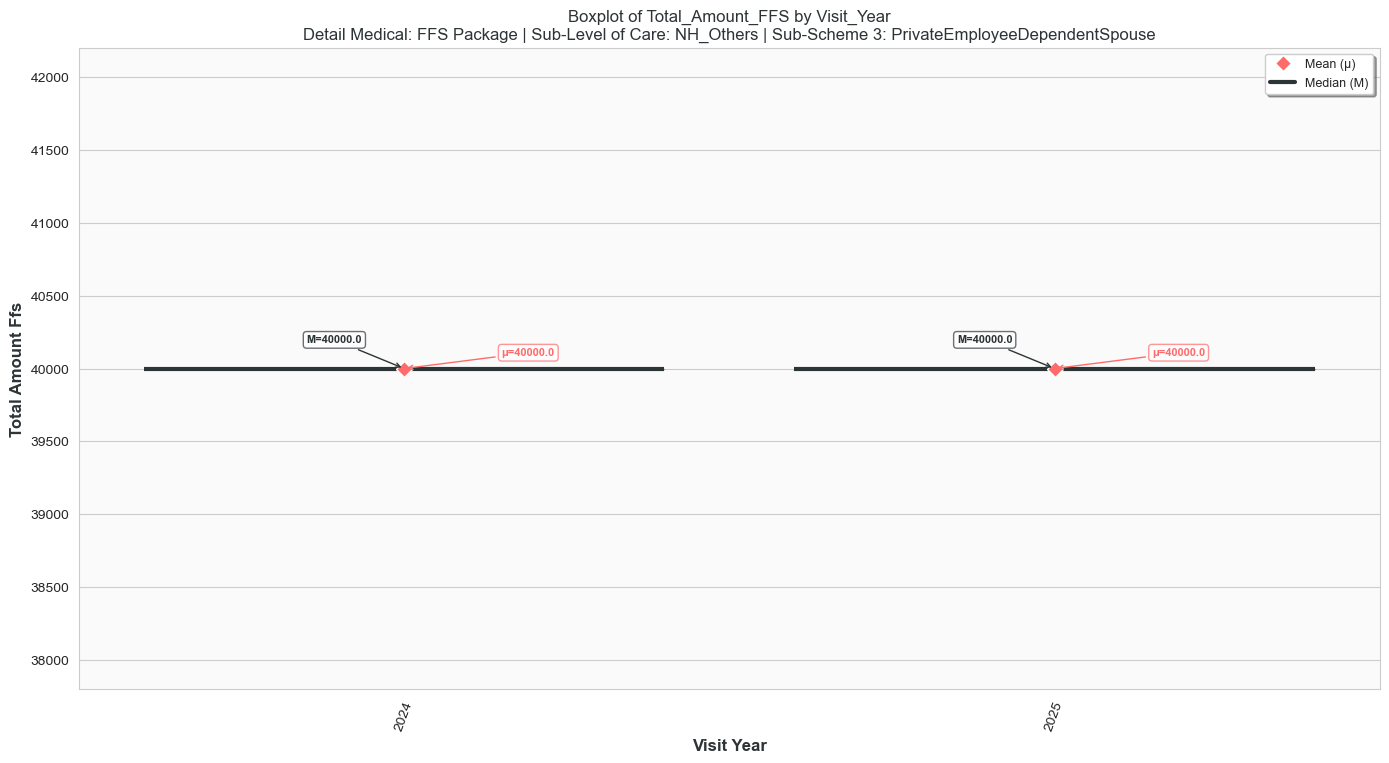 Boxplot of Total_Amount_FFS by Visit_Year
Detail Medical: FFS Package | Sub-Level of Care: NH_Others | Sub-Scheme 3: PrivateEmployeeDependentSpouse
Mean (μ)
Median (M)
Total Amount Ffs
42000
41500
41000
40500
40000
39500
39000
38500
38000
M=40000.0
μ=40000.0
M=40000.0
μ=40000.0
2024
2025
Visit Year